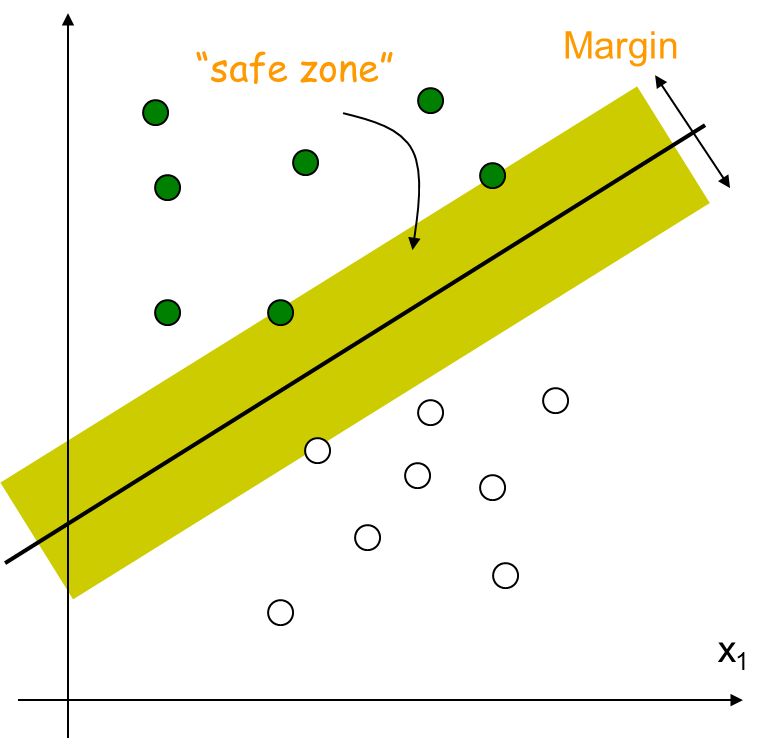 Margin
“safe zone”
x₁